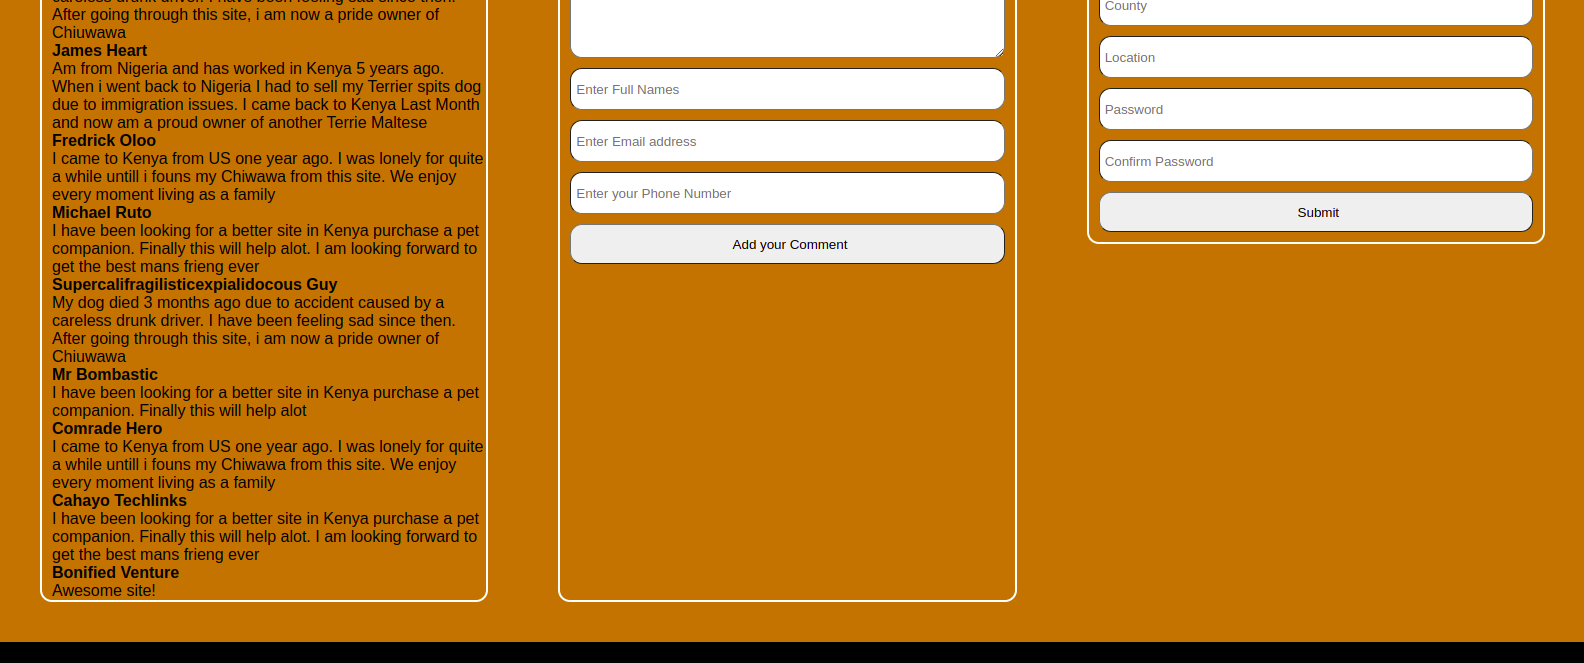 careless drunk driver. I have been feeling sad since then.
After going through this site, i am now a pride owner of
Chiuwawa
James Heart
Am from Nigeria and has worked in Kenya 5 years ago.
When i went back to Nigeria I had to sell my Terrier spits dog
due to immigration issues. I came back to Kenya Last Month
and now am a proud owner of another Terrie Maltese
Fredrick Oloo
I came to Kenya from US one year ago. I was lonely for quite
a while untill i founs my Chiwawa from this site. We enjoy
every moment living as a family
Michael Ruto
I have been looking for a better site in Kenya purchase a pet
companion. Finally this will help alot. I am looking forward to
get the best mans frieng ever
Supercalifragilisticexpialidocous Guy
My dog died 3 months ago due to accident caused by a
careless drunk driver. I have been feeling sad since then.
After going through this site, i am now a pride owner of
Chiuwawa
Mr Bombastic
I have been looking for a better site in Kenya purchase a pet
companion. Finally this will help alot
Comrade Hero
I came to Kenya from US one year ago. I was lonely for quite
a while untill i founs my Chiwawa from this site. We enjoy
every moment living as a family
Cahayo Techlinks
I have been looking for a better site in Kenya purchase a pet
companion. Finally this will help alot. I am looking forward to
get the best mans frieng ever
Bonified Venture
Awesome site!
Enter Full Names
Enter Email address
Enter your Phone Number
Add your Comment
County
Location
Password
Confirm Password
Submit